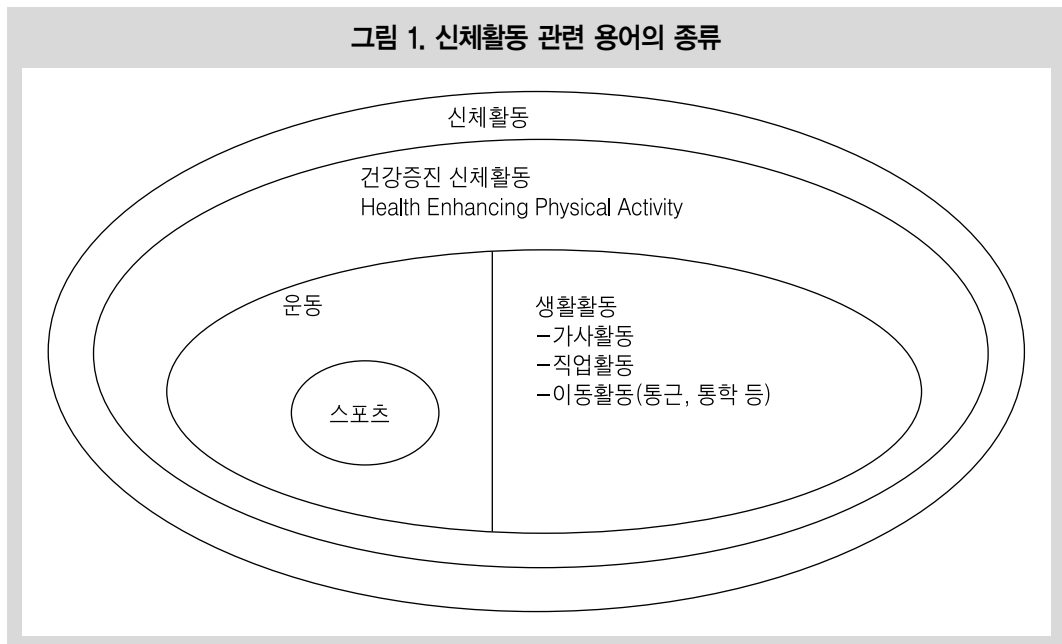 그림 1. 신체활동 관련 용어의 종류
신체활동
건강증진 신체활동
Health Enhancing Physical Activity
운동
스포츠
생활활동
-가사활동
-직업활동
-이동활동(통근, 통학 등)